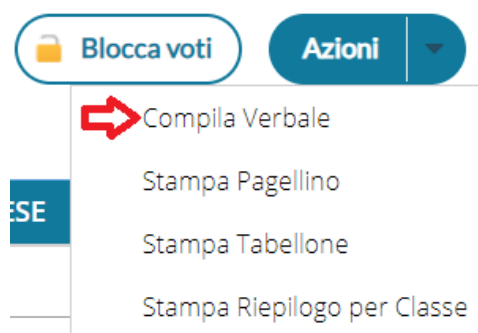 Blocca voti
Azioni
Compila Verbale
ESE
Stampa Pagellino
Stampa Tabellone
Stampa Riepilogo per Classe